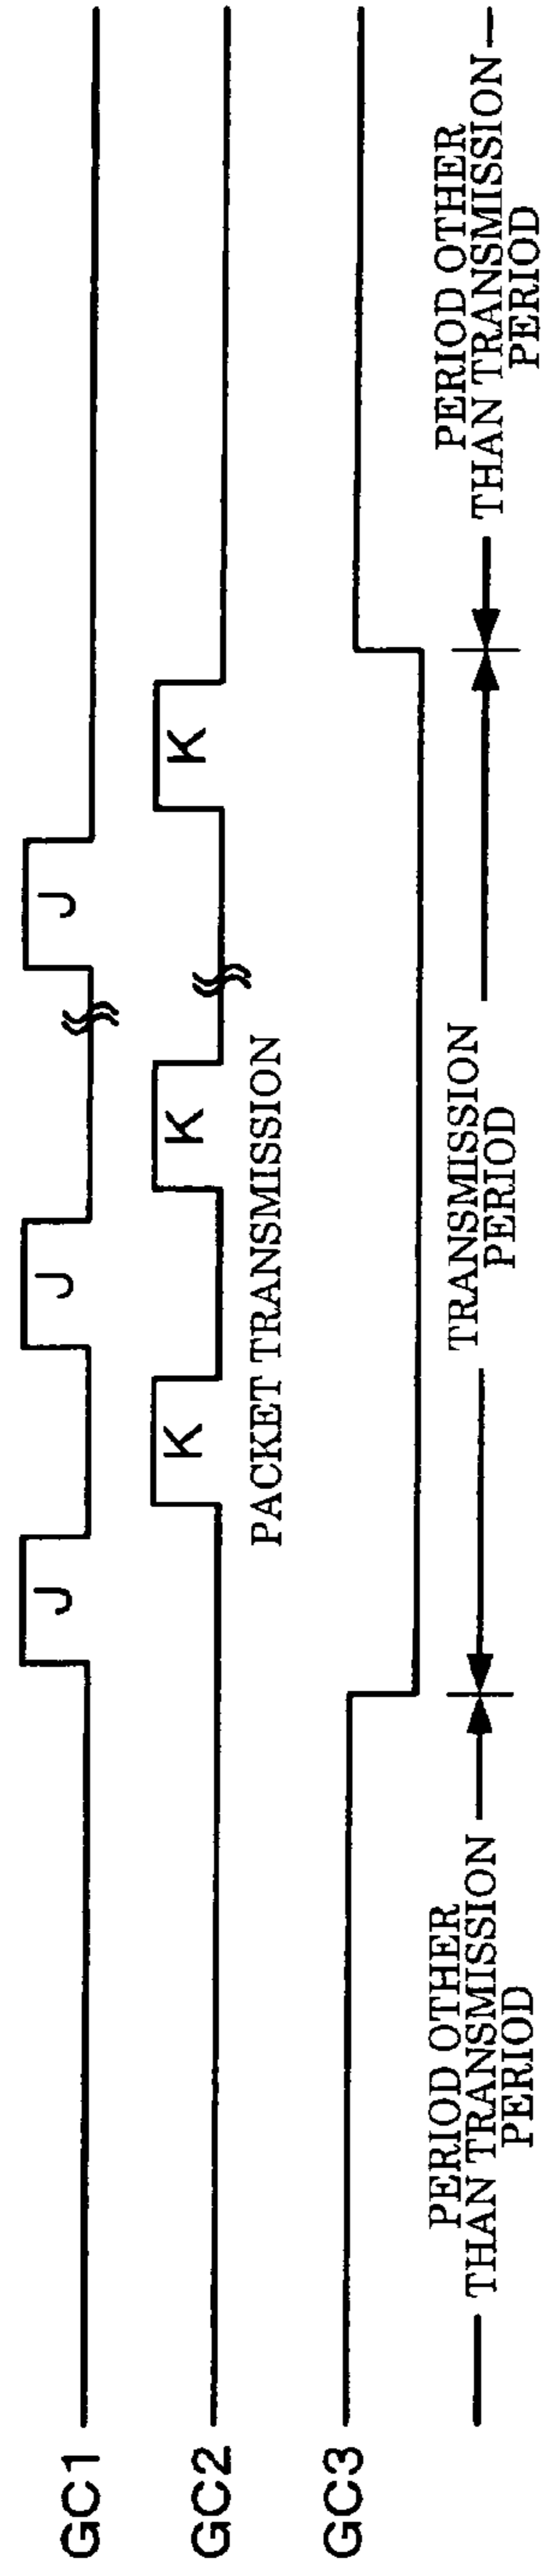 GC1
J
J
J
GC2
K
K
K
PACKET TRANSMISSION
GC3
PERIOD OTHER
THAN TRANSMISSION
PERIOD
TRANSMISSION
PERIOD
PERIOD OTHER
THAN TRANSMISSION
PERIOD